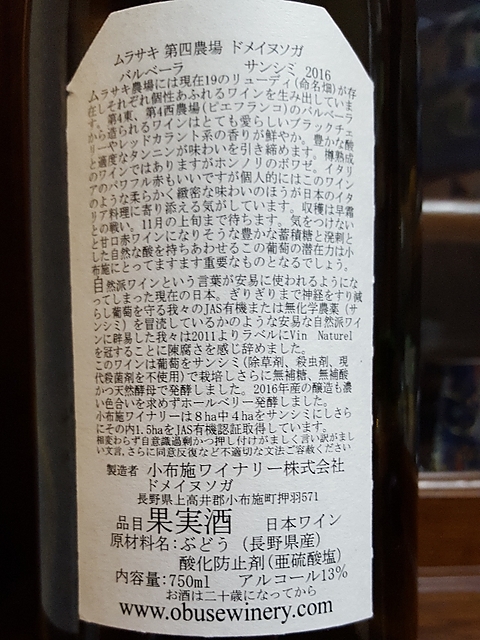 ムラサキ 第四農場 ドメイヌソガ
バルベーラ サンシミ 2016
ムラサキ農場には現在19のリューディ(命名畑)が存
在しそれぞれ個性あふれるワインを生み出していま
す。第4東、第4西農場(ピエフランコ)のバルベーラ
から造られるワインはとても愛らしいブラックチェ
リーやレッドカラント系の香りが鮮やか。豊かな酸
と適度なタンニンが味わいを引き締めます。樽熟成
のワインではありますがホンノリのボワゼ。イタリ
アのパワフル赤もいいですが個人的にはこのワイン
のような柔らかく緻密な味わいのほうが日本のイタ
リア料理に寄り添える気がしています。収穫は早霜
との戦い。11月の上旬まで待ちます。気をつけない
と甘口赤ワインになりそうな豊かな蓄積糖と溌剌と
した自然な酸を持ちあわせるこの葡萄の潜在力は小
布施にとってますます重要なものとなるでしょう。
自然派ワインという言葉が安易に使われるようにな
ってしまった現在の日本。ぎりぎりまで神経をすり減
らし葡萄を守る我々のJAS有機または無化学農薬 (サ
ンシミ) を冒涜しているかのような安易な自然派ワイ
ンに辟易した我々は2011よりラベルにVin Naturel
を冠することに陳腐さを感じ辞めました。
このワインは葡萄をサンシミ(除草剤、殺虫剤、現
代殺菌剤を不使用)で栽培しさらに無補糖、無補酸
かつ天然酵母で発酵しました。2016年産の醸造も濃
い色合いを求めずホールベリー発酵しました。
小布施ワイナリーは8ha中4haをサンシミにしさら
にその内1.5haをJAS有機認証取得しています。
相変わらず自意識過剰かつ押し付けがましく言い訳がまし
い文言、さらに同意反復など不適切な文法ご容赦ください
製造者 小布施ワイナリー株式会社
ドメイヌソガ
長野県上高井郡小布施町押羽571
品目果実酒 日本ワイン
原材料名:ぶどう (長野県産)
酸化防止剤(亜硫酸塩)
内容量:750ml アルコール13%
お酒は二十歳になってから
www.obusewinery.com